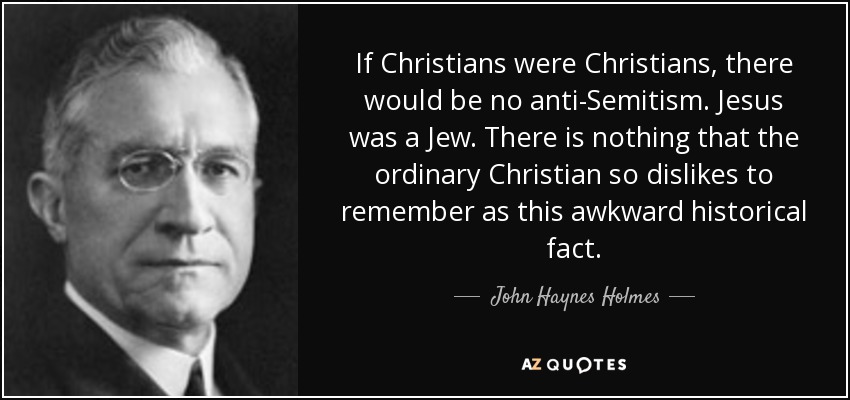 If Christians were Christians, there
would be no anti-Semitism. Jesus
was a Jew. There is nothing that the
ordinary Christian so dislikes to
remember as this awkward historical
fact.
John Haynes Holmes
AZ QUOTES